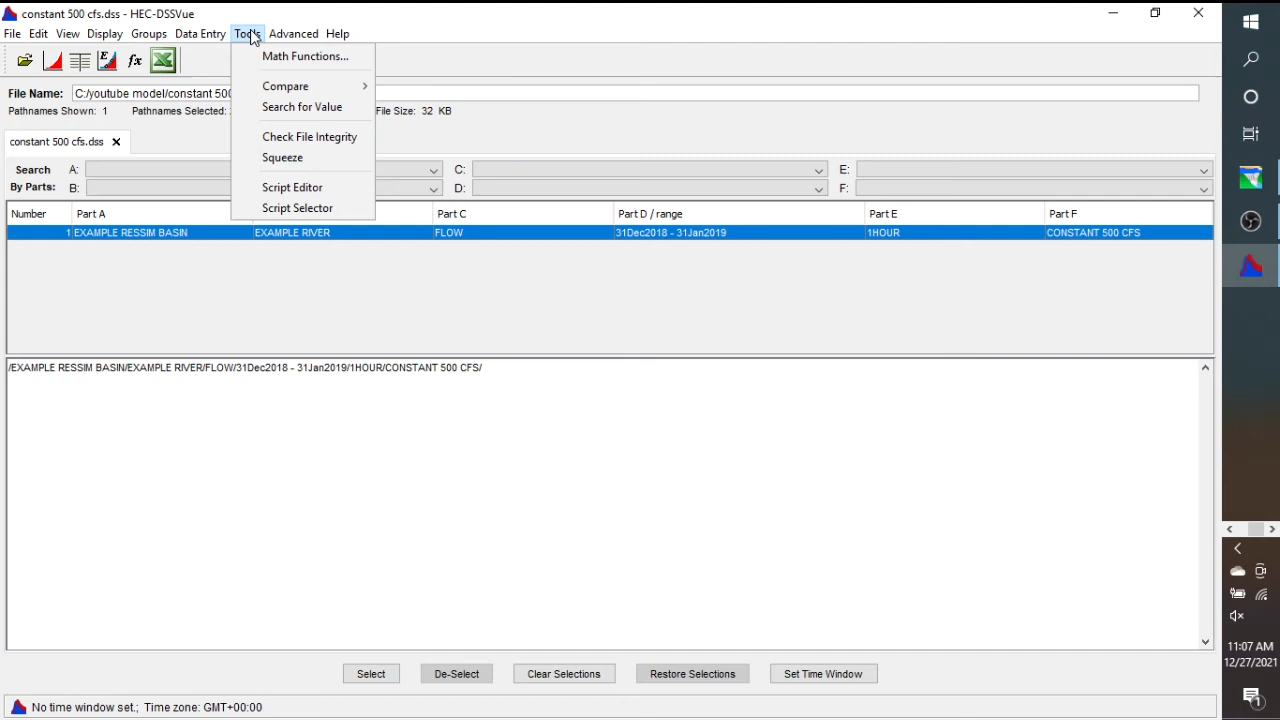 constant 500 cfs.dss - HEC-DSSVue
File Edit View Display Groups Data Entry Tools Advanced Help
Math Functions...
Compare
Search for Value
Check File Integrity
Squeeze
Script Editor
Script Selector
fx
File Name: C:/youtube model/constant 500
Pathnames Shown: 1 Pathnames Selected: File Size: 32 KB
constant 500 cfs.dss
Search A: C: E:
By Parts: B: D: F:
Number Part A Part C Part D / range Part E Part F
1 EXAMPLE RESSIM BASIN EXAMPLE RIVER FLOW 31Dec2018 - 31Jan2019 1HOUR CONSTANT 500 CFS
/EXAMPLE RESSIM BASIN/EXAMPLE RIVER/FLOW/31Dec2018 - 31Jan2019/1HOUR/CONSTANT 500 CFS/
Select De-Select Clear Selections Restore Selections Set Time Window
No time window set.; Time zone: GMT+00:00
11:07 AM
12/27/2021
1